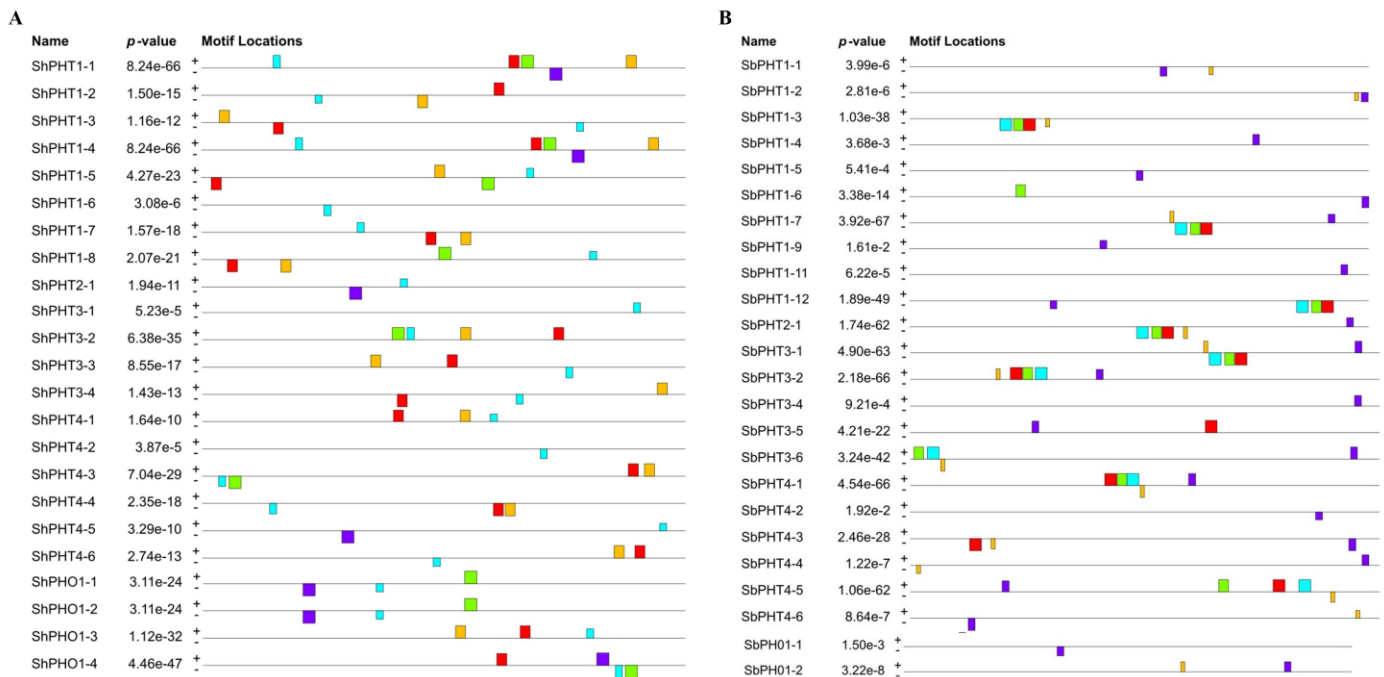 A
Name p-value Motif Locations
ShPHT1-1 8.24e-66 + -
ShPHT1-2 1.50e-15 + -
ShPHT1-3 1.16e-12 + -
ShPHT1-4 8.24e-66 + -
ShPHT1-5 4.27e-23 + -
ShPHT1-6 3.08e-6 + -
ShPHT1-7 1.57e-18 + -
ShPHT1-8 2.07e-21 + -
ShPHT2-1 1.94e-11 + -
ShPHT3-1 5.23e-5 + -
ShPHT3-2 6.38e-35 + -
ShPHT3-3 8.55e-17 + -
ShPHT3-4 1.43e-13 + -
ShPHT4-1 1.64e-10 + -
ShPHT4-2 3.87e-5 + -
ShPHT4-3 7.04e-29 + -
ShPHT4-4 2.35e-18 + -
ShPHT4-5 3.29e-10 + -
ShPHT4-6 2.74e-13 + -
ShPHO1-1 3.11e-24 + -
ShPHO1-2 3.11e-24 + -
ShPHO1-3 1.12e-32 + -
ShPHO1-4 4.46e-47 + -
B
Name p-value Motif Locations
SbPHT1-1 3.99e-6 + -
SbPHT1-2 2.81e-6 + -
SbPHT1-3 1.03e-38 + -
SbPHT1-4 3.68e-3 + -
SbPHT1-5 5.41e-4 + -
SbPHT1-6 3.38e-14 + -
SbPHT1-7 3.92e-67 + -
SbPHT1-9 1.61e-2 + -
SbPHT1-11 6.22e-5 + -
SbPHT1-12 1.89e-49 + -
SbPHT2-1 1.74e-62 + -
SbPHT3-1 4.90e-63 + -
SbPHT3-2 2.18e-66 + -
SbPHT3-4 9.21e-4 + -
SbPHT3-5 4.21e-22 + -
SbPHT3-6 3.24e-42 + -
SbPHT4-1 4.54e-66 + -
SbPHT4-2 1.92e-2 + -
SbPHT4-3 2.46e-28 + -
SbPHT4-4 1.22e-7 + -
SbPHT4-5 1.06e-62 + -
SbPHT4-6 8.64e-7 + -
SbPH01-1 1.50e-3 + -
SbPH01-2 3.22e-8 + -